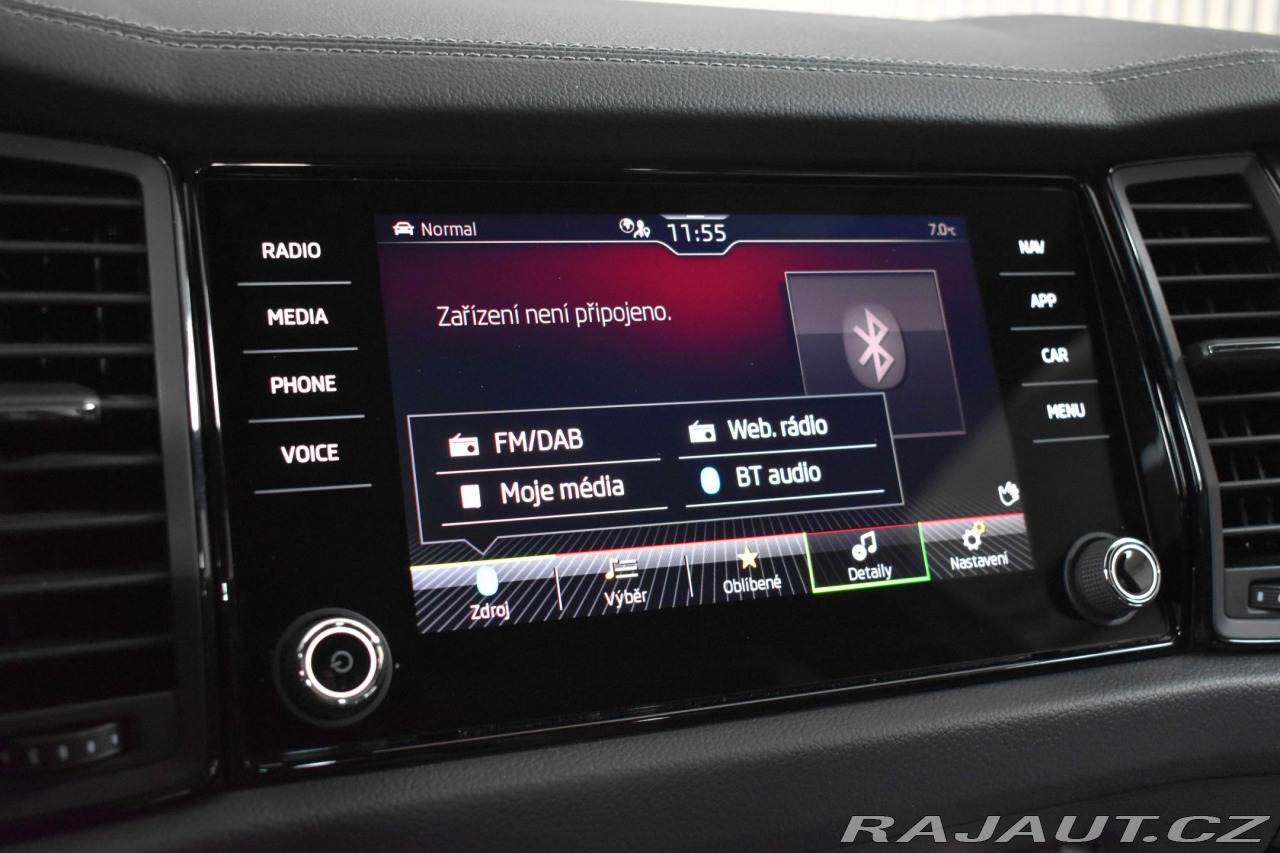 RADIO
MEDIA
PHONE
VOICE
Normal
11:55
7.0°C
Zařízení není připojeno.
FM/DAB
Web. rádio
Moje média
BT audio
Zdroj
Výběr
Oblíbené
Detaily
Nastavení
NAV
APP
CAR
MENU
RAJAUT.CZ